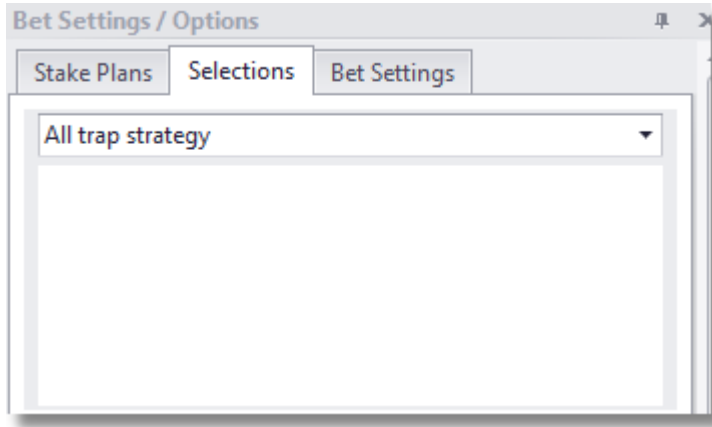 Bet Settings / Options
Stake Plans Selections Bet Settings
All trap strategy